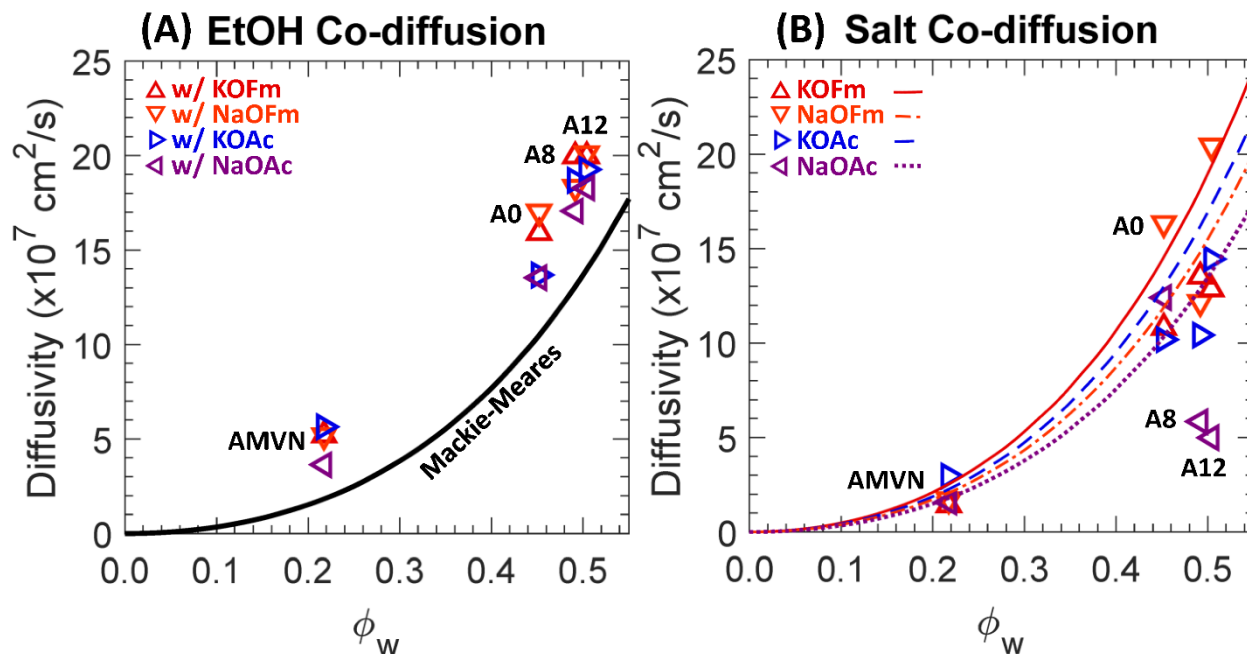 (A) EtOH Co-diffusion
Diffusivity (x10⁷ cm²/s)
25
20
15
10
5
0
w/ KOFm
w/ NaOFm
w/ KOAc
w/ NaOAc
A12
A8
A0
AMVN
Mackie-Meares
0.0 0.1 0.2 0.3 0.4 0.5
ϕw
(B) Salt Co-diffusion
Diffusivity (x10⁷ cm²/s)
25
20
15
10
5
0
KOFm
NaOFm
KOAc
NaOAc
A0
AMVN
A8
A12
0.0 0.1 0.2 0.3 0.4 0.5
ϕw